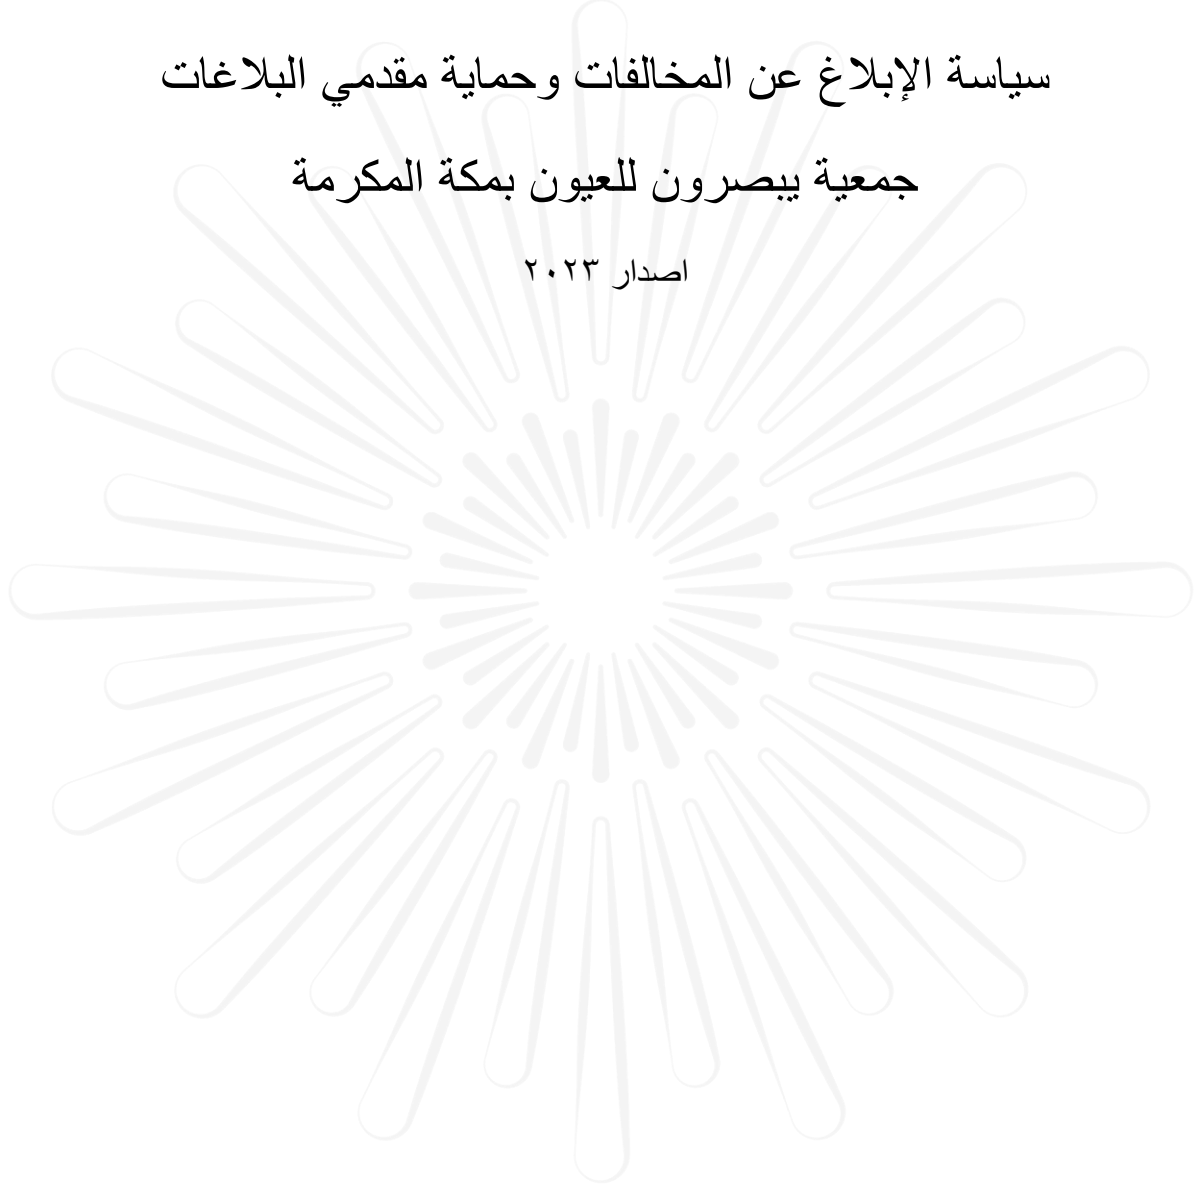 سياسة الإبلاغ عن المخالفات وحماية مقدمي البلاغات
جمعية يبصرون للعيون بمكة المكرمة
اصدار ٢٠٢٣